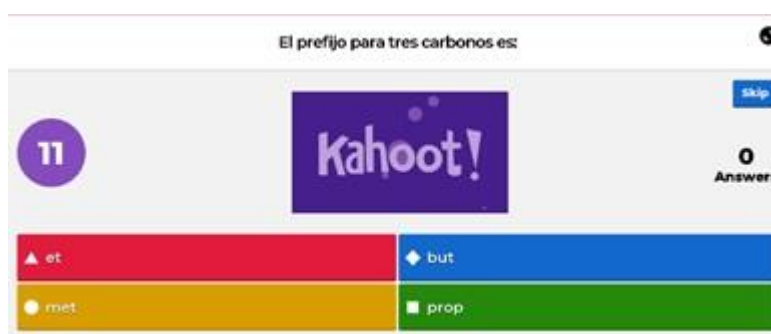 El prefijo para tres carbonos es:
Skip
11
Kahoot!
0
Answer
et
but
met
prop